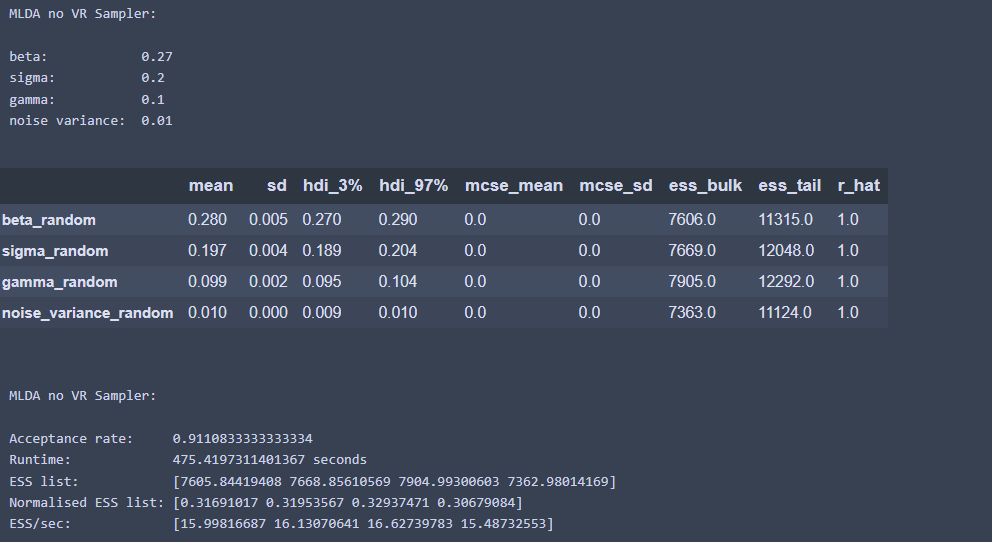 MLDA no VR Sampler:
beta: 0.27
sigma: 0.2
gamma: 0.1
noise variance: 0.01
mean sd hdi_3% hdi_97% mcse_mean mcse_sd ess_bulk ess_tail r_hat
beta_random 0.280 0.005 0.270 0.290 0.0 0.0 7606.0 11315.0 1.0
sigma_random 0.197 0.004 0.189 0.204 0.0 0.0 7669.0 12048.0 1.0
gamma_random 0.099 0.002 0.095 0.104 0.0 0.0 7905.0 12292.0 1.0
noise_variance_random 0.010 0.000 0.009 0.010 0.0 0.0 7363.0 11124.0 1.0
MLDA no VR Sampler:
Acceptance rate: 0.9110833333333334
Runtime: 475.4197311401367 seconds
ESS list: [7605.84419408 7668.85610569 7904.99300603 7362.98014169]
Normalised ESS list: [0.31691017 0.31953567 0.32937471 0.30679084]
ESS/sec: [15.99816687 16.13070641 16.62739783 15.48732553]